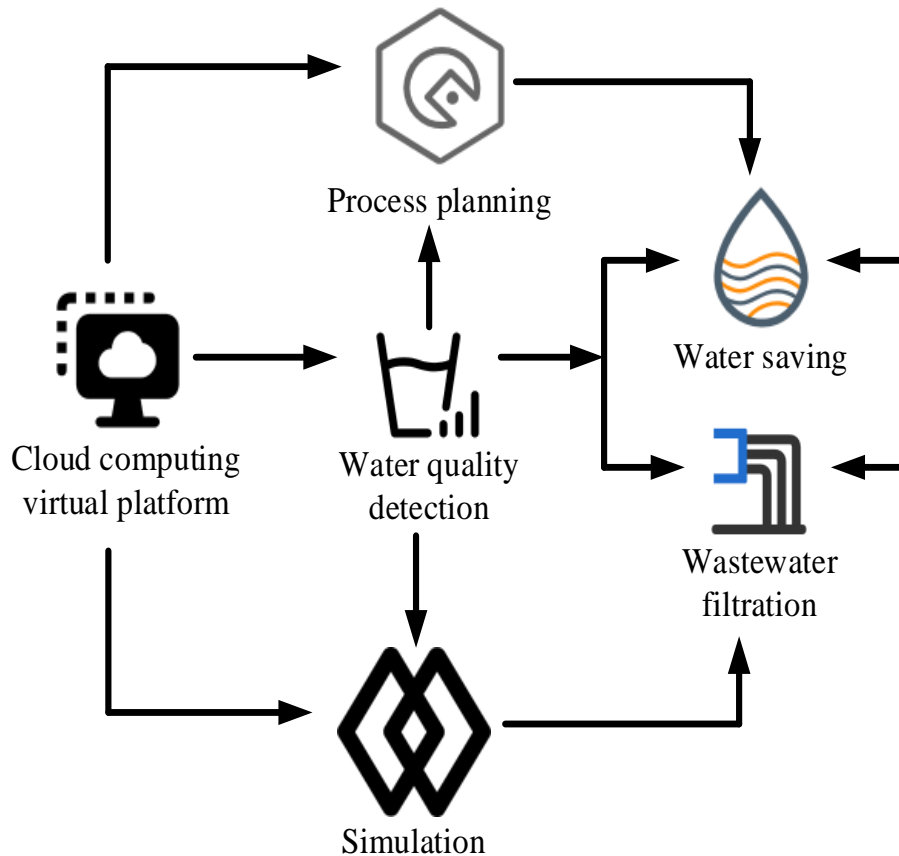 Process planning
Water saving
Cloud computing
virtual platform
Water quality
detection
Wastewater
filtration
Simulation